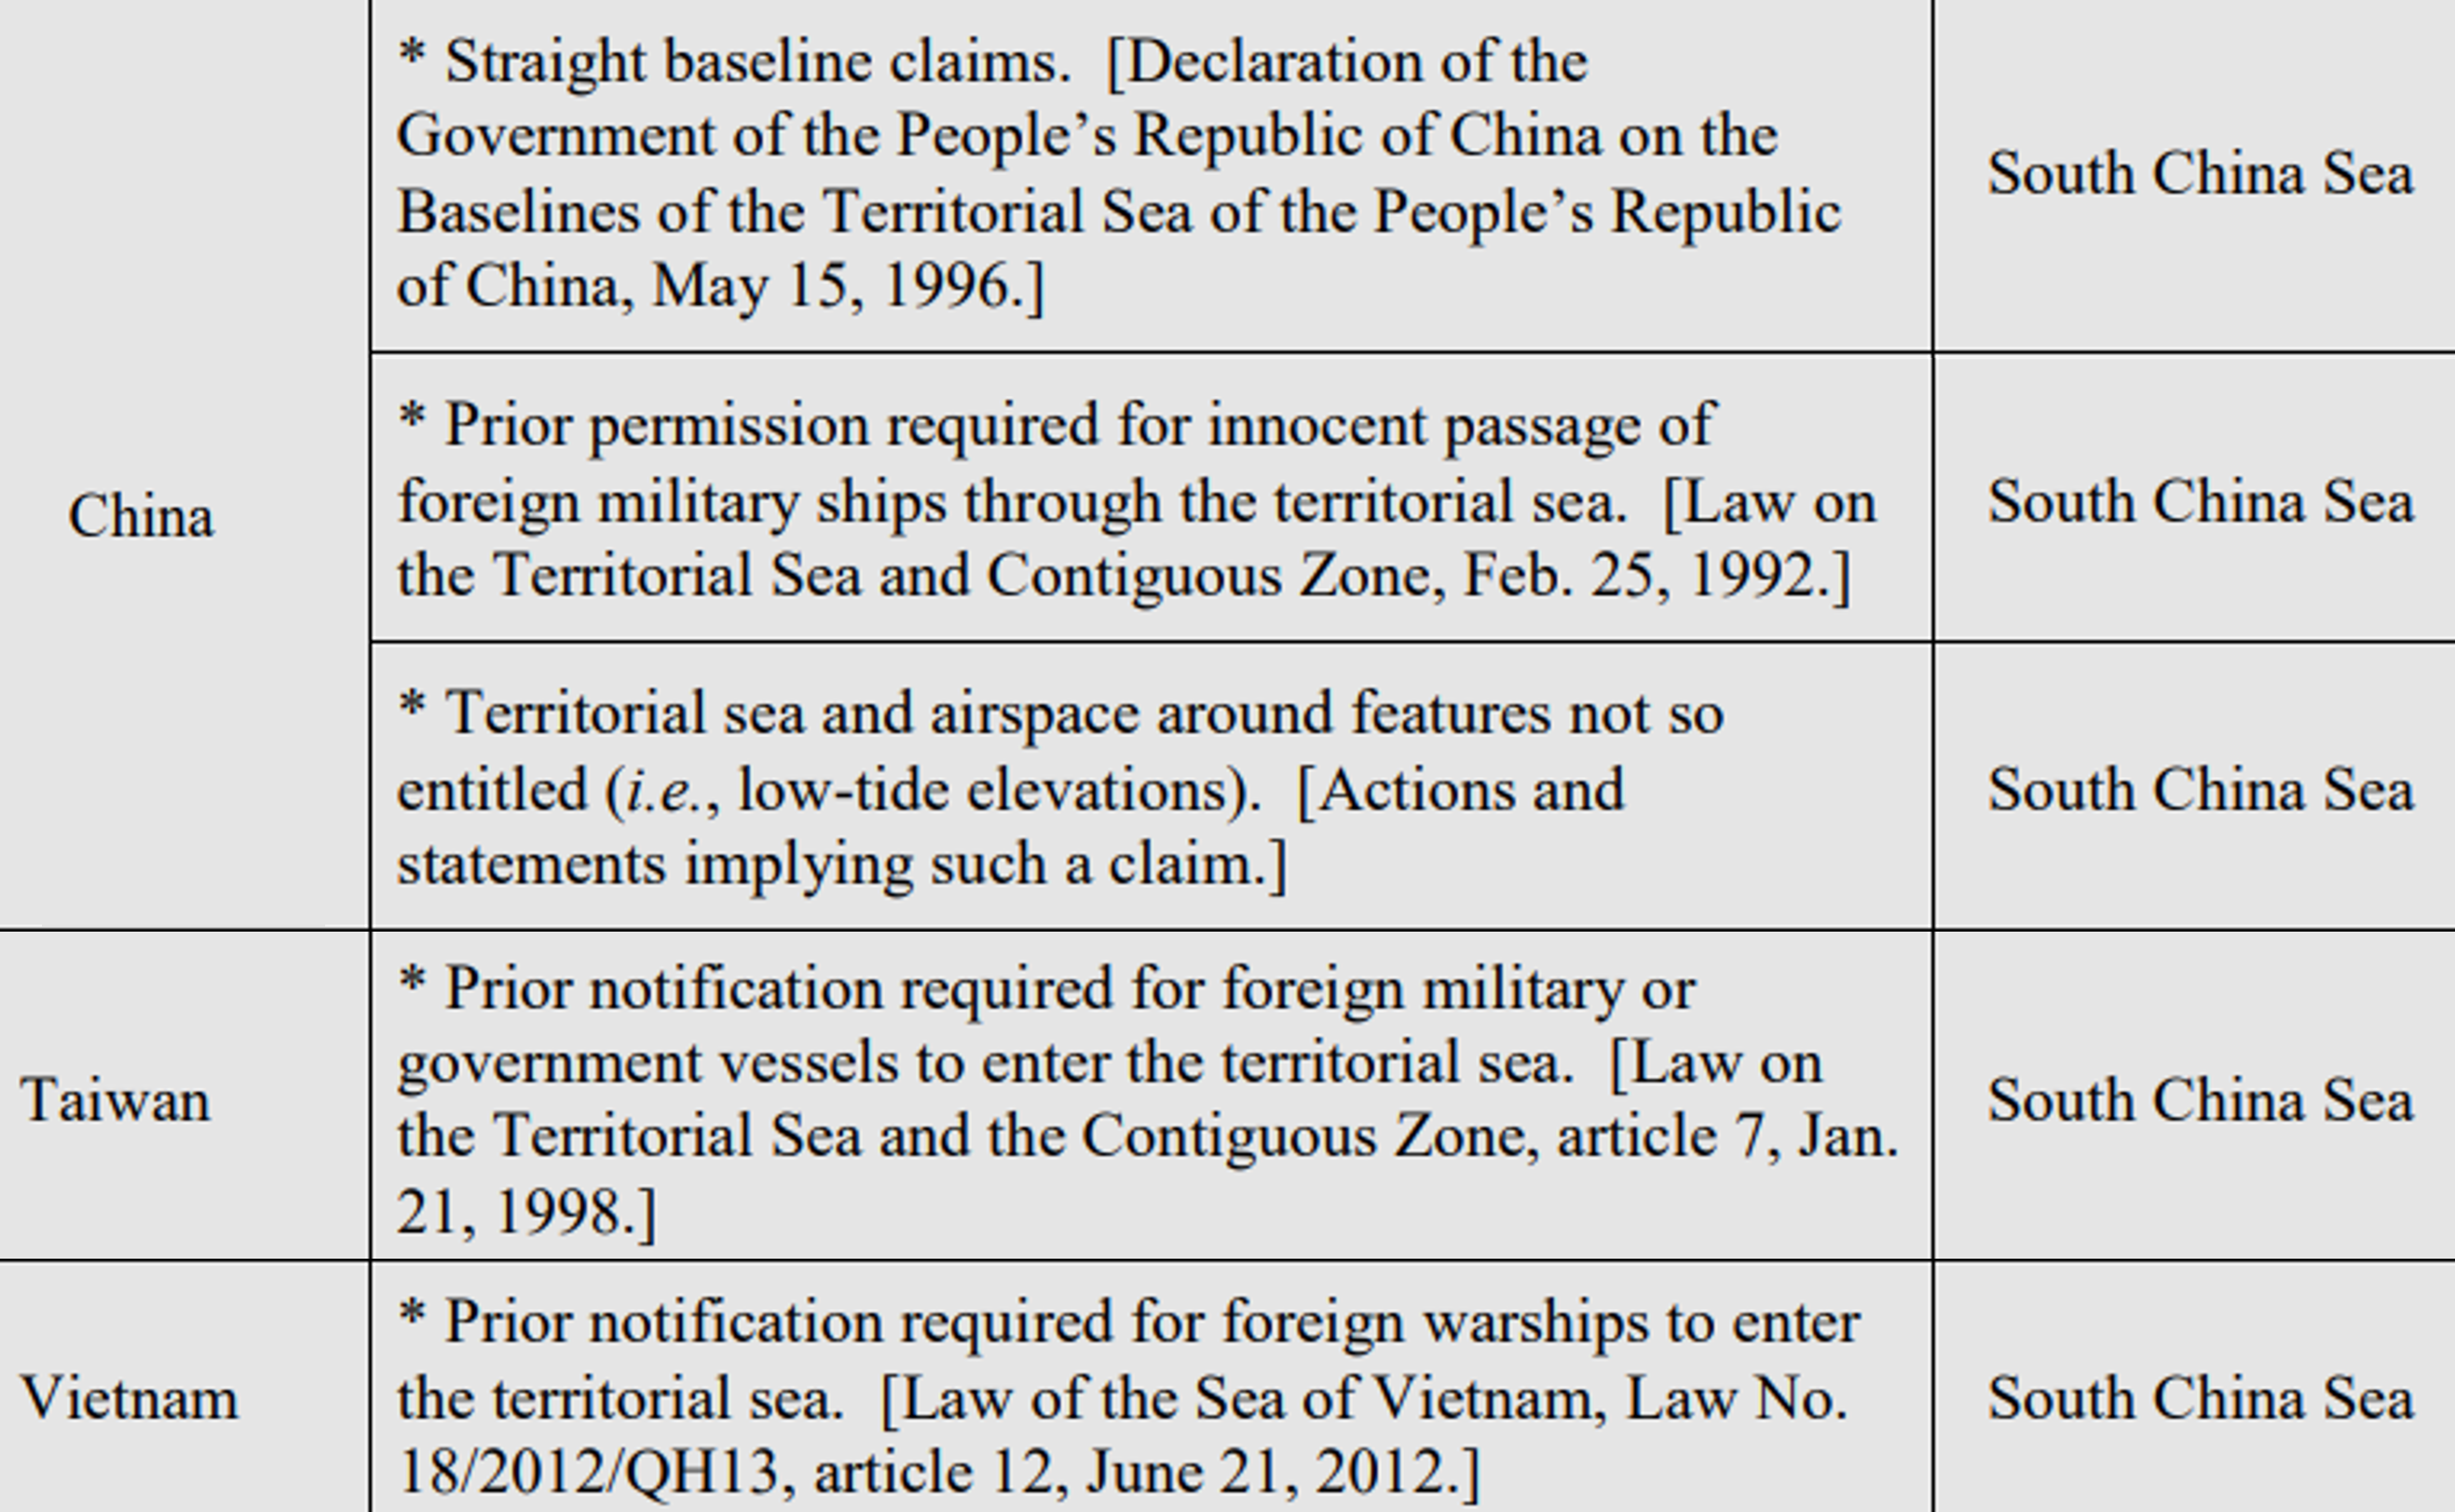 China
* Straight baseline claims.  [Declaration of the
Government of the People’s Republic of China on the
Baselines of the Territorial Sea of the People’s Republic
of China, May 15, 1996.]
South China Sea
* Prior permission required for innocent passage of
foreign military ships through the territorial sea.  [Law on
the Territorial Sea and Contiguous Zone, Feb. 25, 1992.]
South China Sea
* Territorial sea and airspace around features not so
entitled (i.e., low-tide elevations).  [Actions and
statements implying such a claim.]
South China Sea
Taiwan
* Prior notification required for foreign military or
government vessels to enter the territorial sea.  [Law on
the Territorial Sea and the Contiguous Zone, article 7, Jan.
21, 1998.]
South China Sea
Vietnam
* Prior notification required for foreign warships to enter
the territorial sea.  [Law of the Sea of Vietnam, Law No.
18/2012/QH13, article 12, June 21, 2012.]
South China Sea